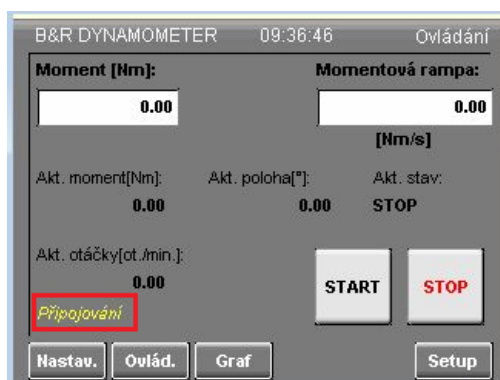 B&R DYNAMOMETER 09:36:46 Ovládání
Moment [Nm]: Momentová rampa:
0.00 0.00
[Nm/s]
Akt. moment[Nm]: Akt. poloha[°]: Akt. stav:
0.00 0.00 STOP
Akt. otáčky[ot./min.]:
0.00
START STOP
Připojování
Nastav. Ovlád. Graf Setup